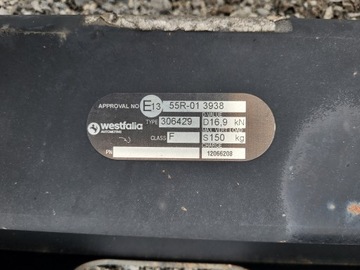 APPROVAL NO E13 55R-01 3938
westfalia AUTOMOTIVE TYPE 306429 D VALUE D16,9 kN
CLASS F MAX. VERT. LOAD S150 kg
CHARGE
PN 12066208